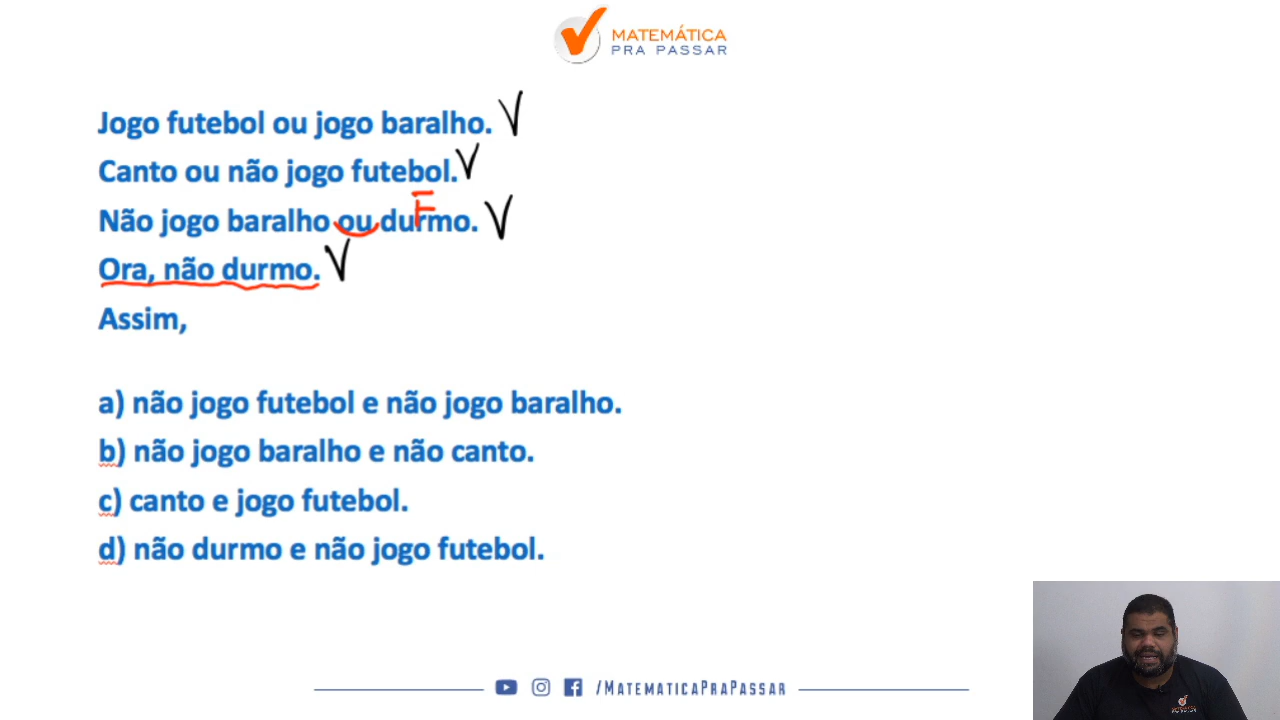 MATEMÁTICA
PRA PASSAR
Jogo futebol ou jogo baralho. V
Canto ou não jogo futebol. V
F
Não jogo baralho ou durmo. V
Ora, não durmo. V
Assim,
a) não jogo futebol e não jogo baralho.
b) não jogo baralho e não canto.
c) canto e jogo futebol.
d) não durmo e não jogo futebol.
/MATEMATICAPRAPASSAR